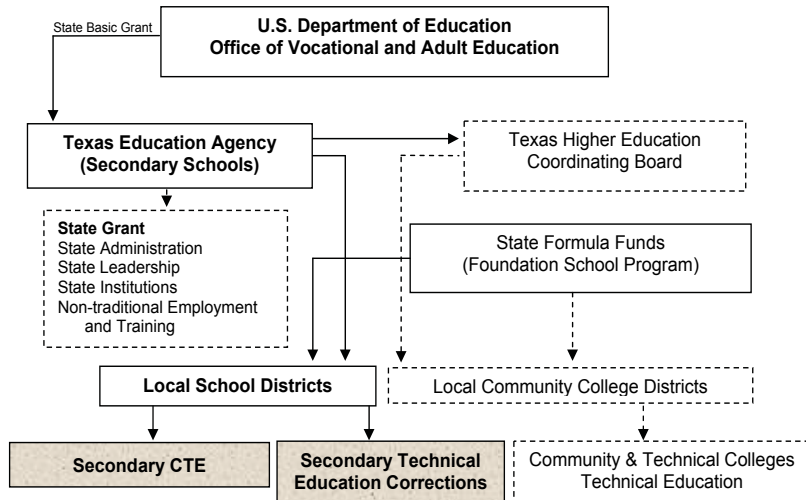 State Basic Grant
U.S. Department of Education
Office of Vocational and Adult Education
Texas Education Agency
(Secondary Schools)
Texas Higher Education
Coordinating Board
State Grant
State Administration
State Leadership
State Institutions
Non-traditional Employment
and Training
State Formula Funds
(Foundation School Program)
Local School Districts
Local Community College Districts
Secondary CTE
Secondary Technical
Education Corrections
Community & Technical Colleges
Technical Education